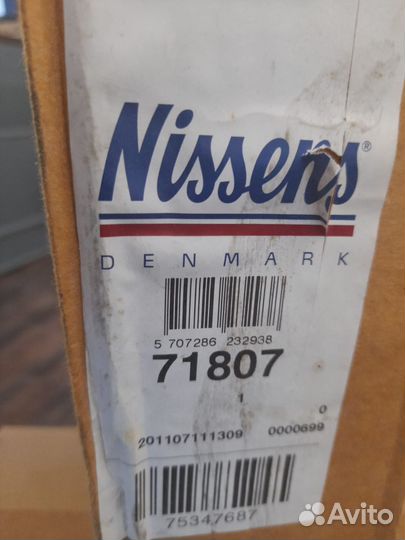 Nissens®
DENMARK
5 707286 232938
71807
1
0
201107111309 0000699
75347687
Avito